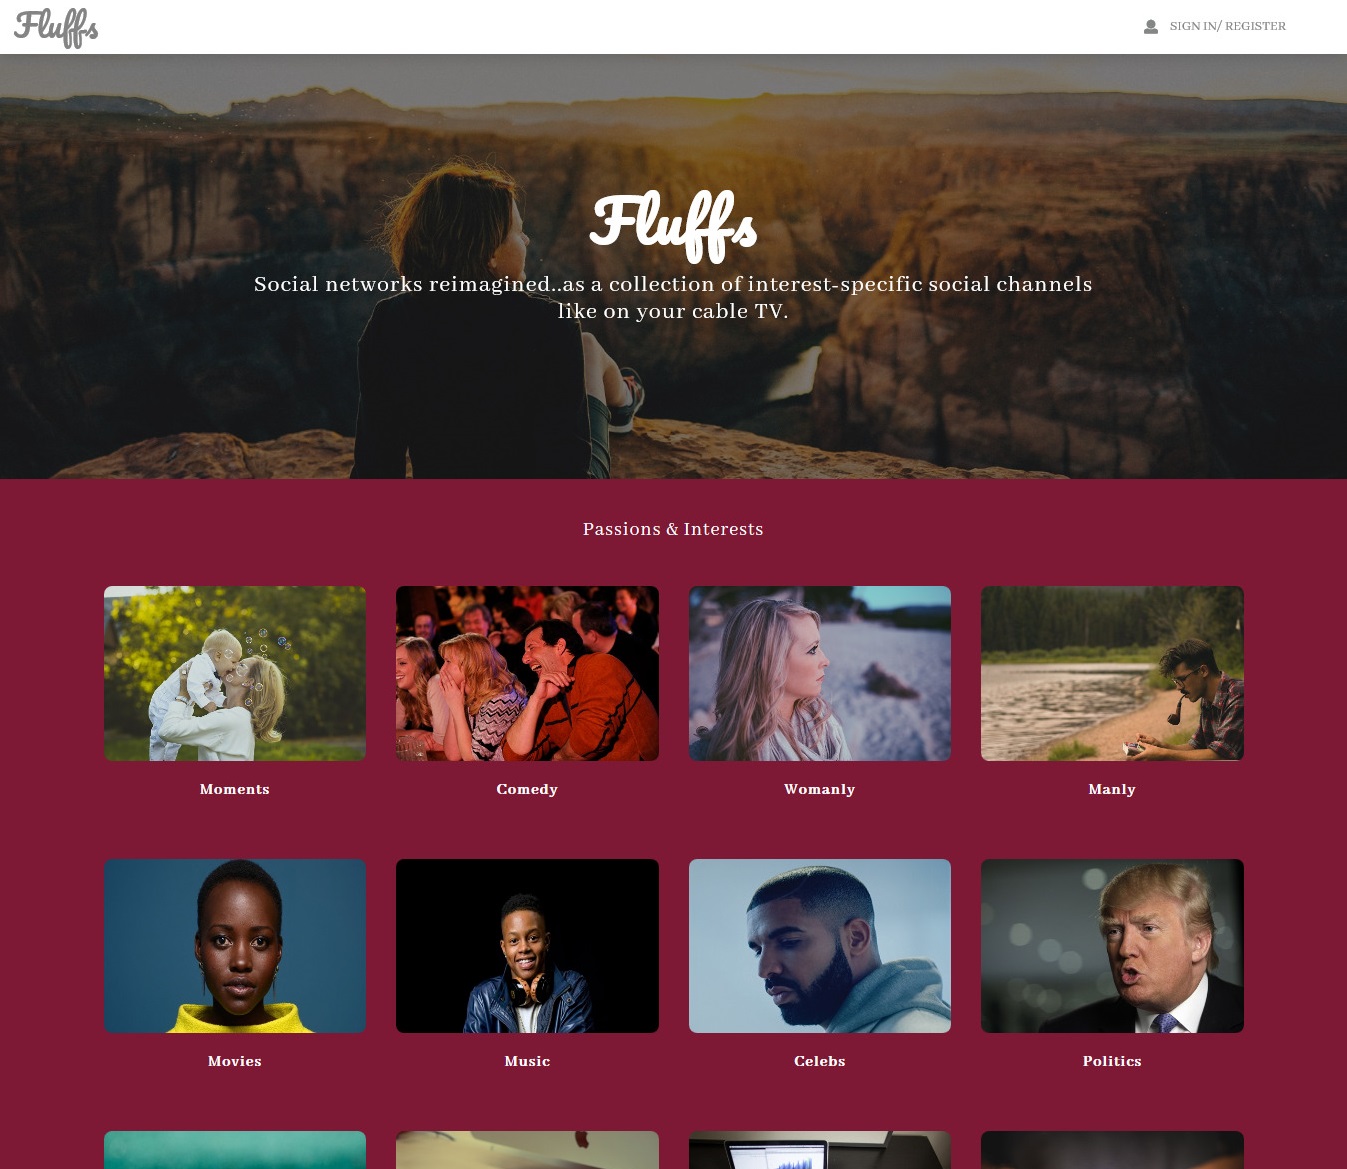 Fluffs
SIGN IN/ REGISTER
Fluffs
Social networks reimagined..as a collection of interest-specific social channels
like on your cable TV.
Passions & Interests
Moments
Comedy
Womanly
Manly
Movies
Music
Celebs
Politics